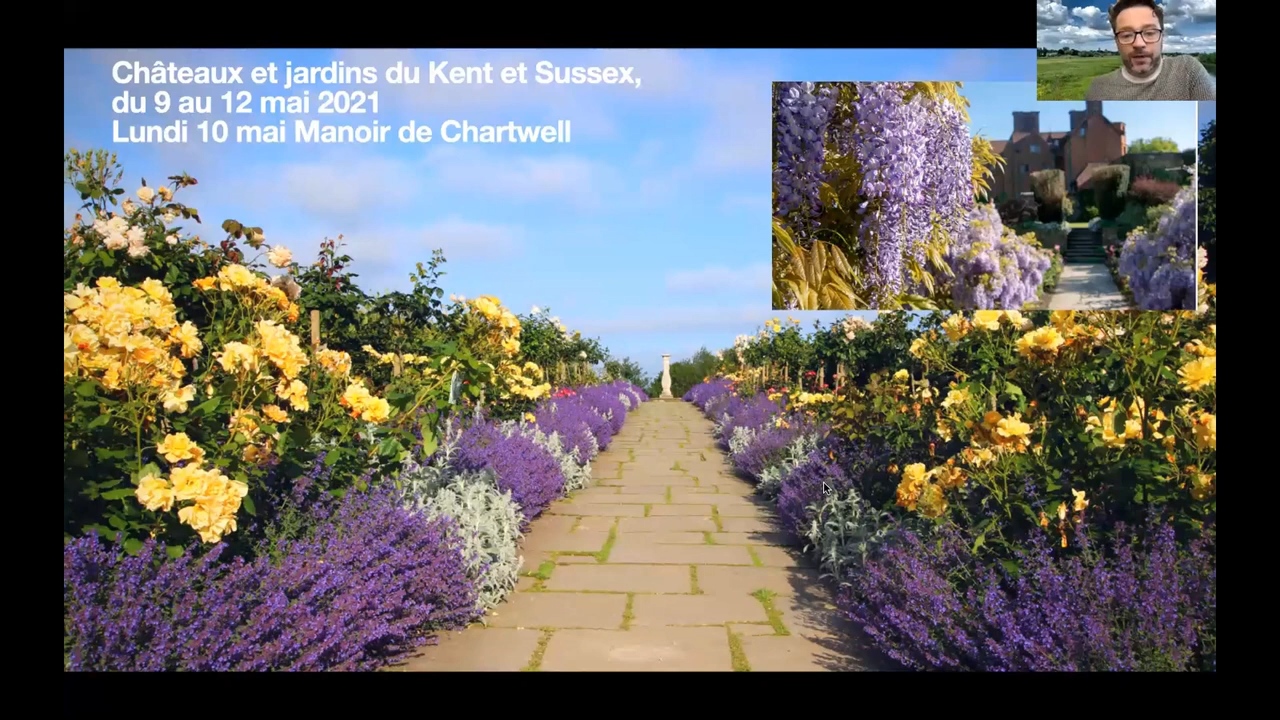 Châteaux et jardins du Kent et Sussex,
du 9 au 12 mai 2021
Lundi 10 mai Manoir de Chartwell